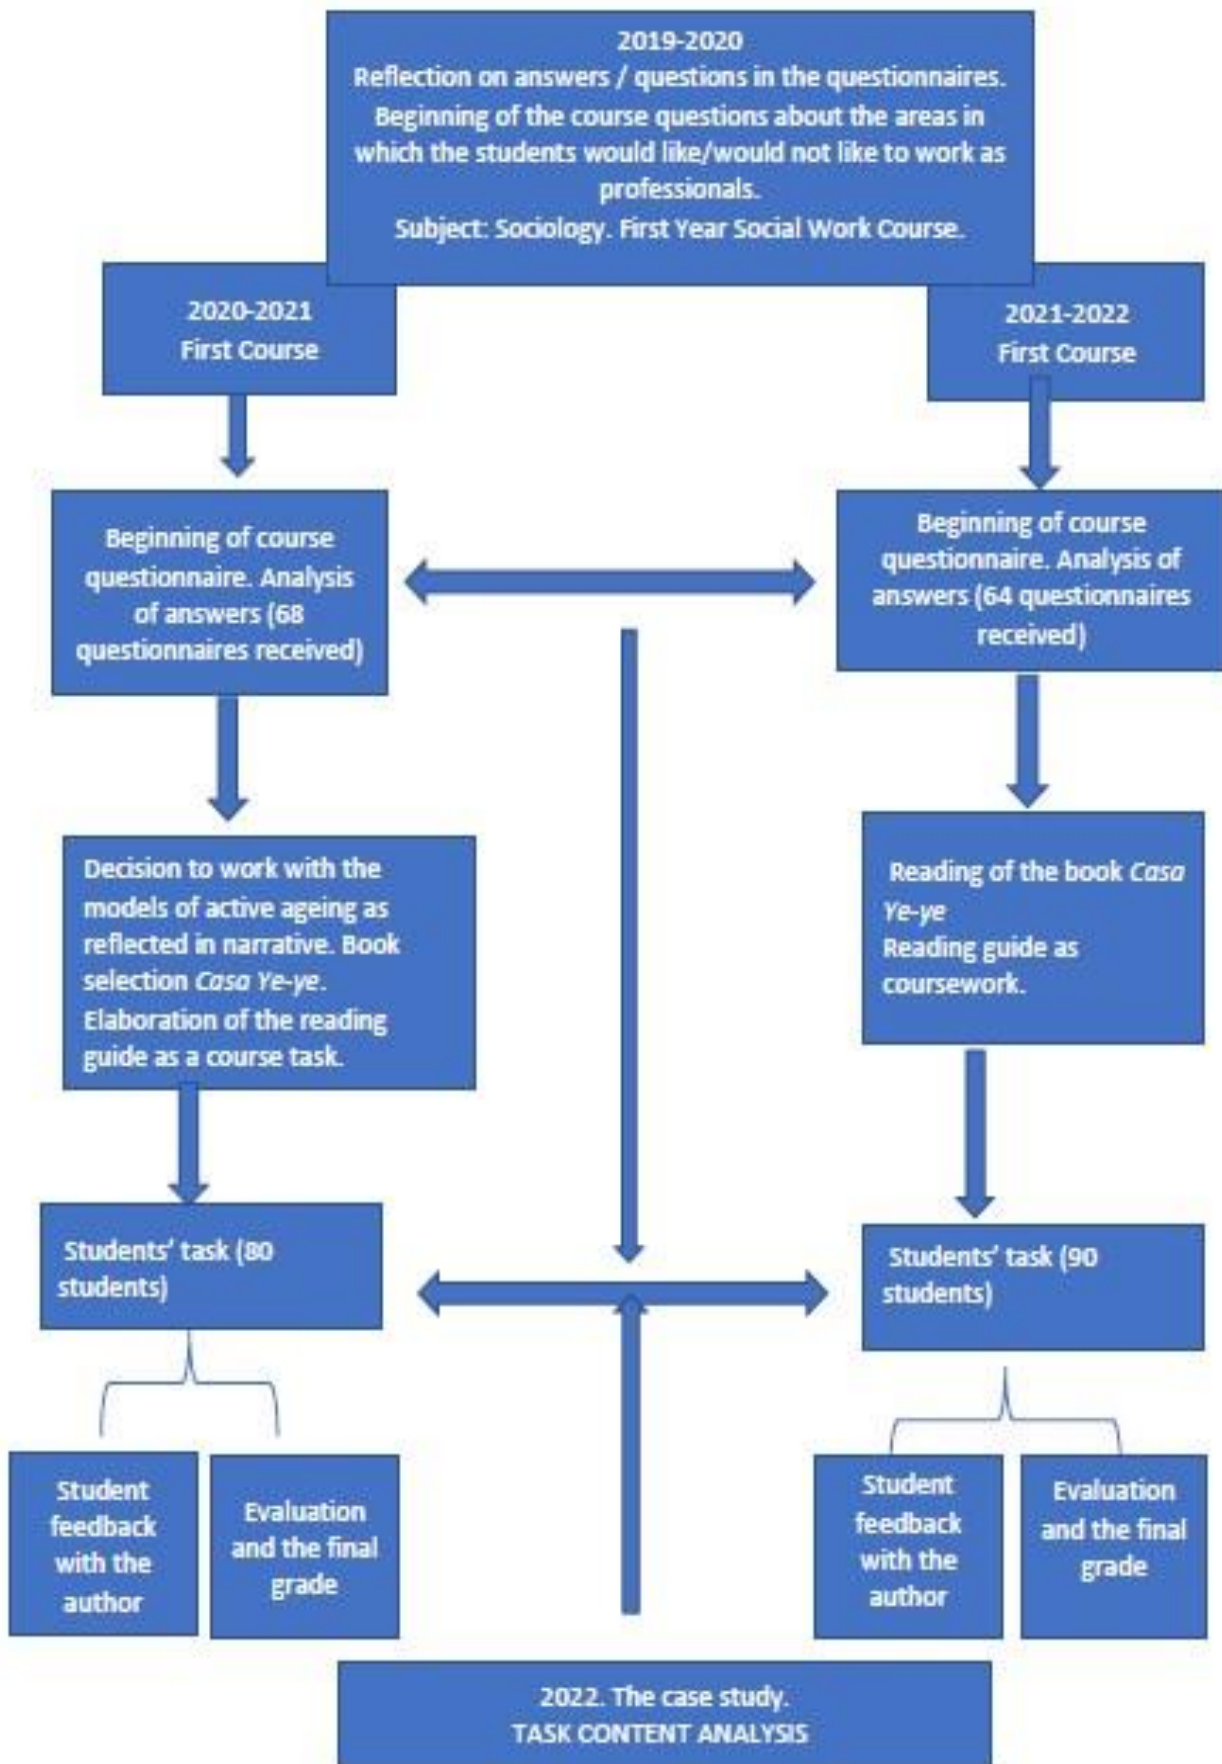 2019-2020
Reflection on answers / questions in the questionnaires.
Beginning of the course questions about the areas in
which the students would like/would not like to work as
professionals.
Subject: Sociology. First Year Social Work Course.
2020-2021
First Course
2021-2022
First Course
Beginning of course
questionnaire. Analysis
of answers (68
questionnaires received)
Beginning of course
questionnaire. Analysis of
answers (64 questionnaires
received)
Decision to work with the
models of active ageing as
reflected in narrative. Book
selection Casa Ye-ye.
Elaboration of the reading
guide as a course task.
Reading of the book Casa
Ye-ye
Reading guide as
coursework.
Students’ task (80
students)
Students’ task (90
students)
Student
feedback
with the
author
Evaluation
and the final
grade
Student
feedback
with the
author
Evaluation
and the final
grade
2022. The case study.
TASK CONTENT ANALYSIS